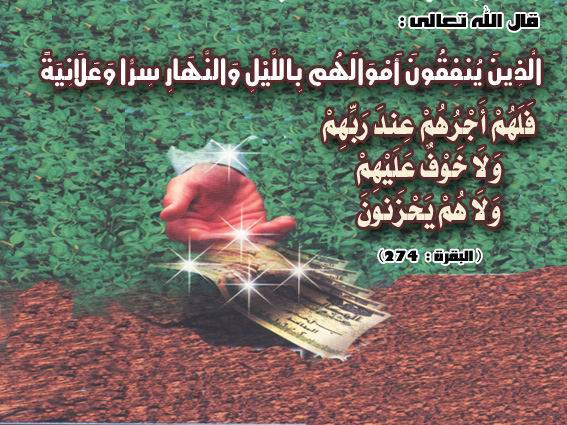 قال الله تعالى :
الَّذِينَ يُنفِقُونَ أَمْوَالَهُم بِاللَّيْلِ وَالنَّهَارِ سِرًّا وَعَلَانِيَةً
فَلَهُمْ أَجْرُهُمْ عِندَ رَبِّهِمْ
وَلَا خَوْفٌ عَلَيْهِمْ
وَلَا هُمْ يَحْزَنُونَ
(البقرة : 274)